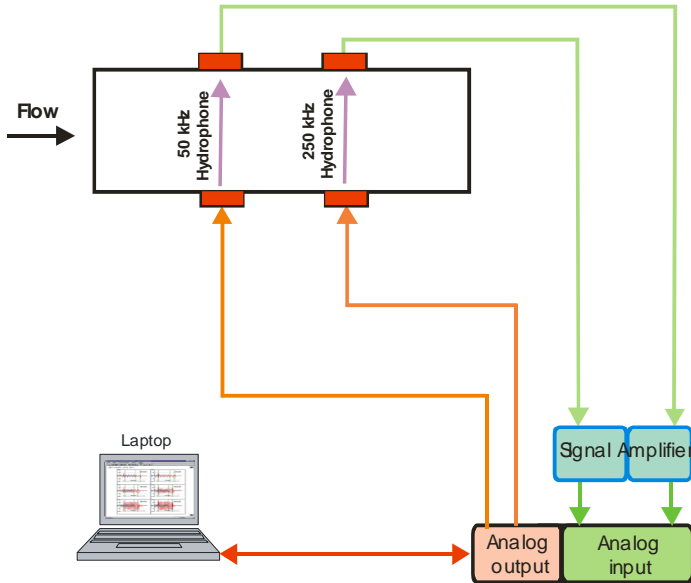 Flow
50 kHz
Hydrophone
250 kHz
Hydrophone
Laptop
Signal Amplifier
Analog
output
Analog
input